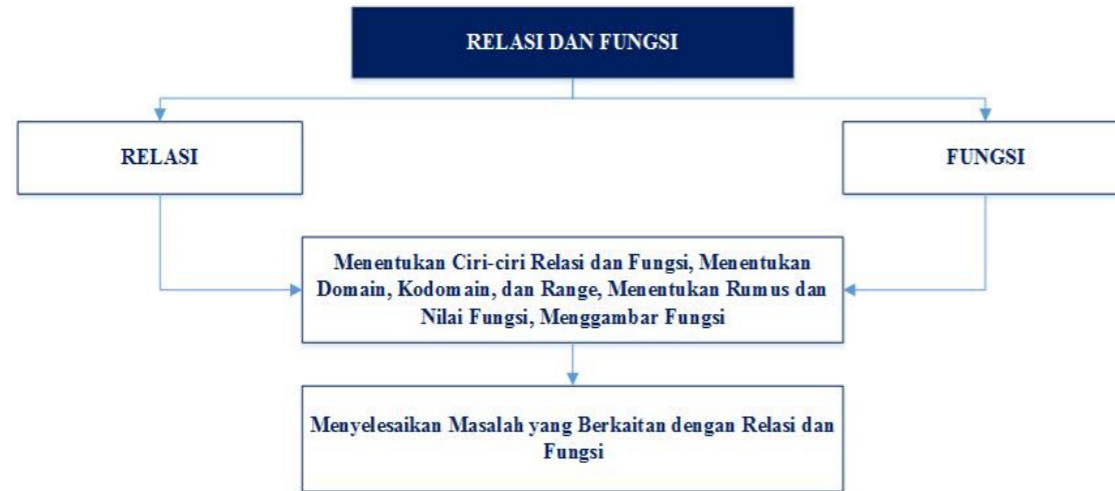 RELASI DAN FUNGSI
RELASI
FUNGSI
Menentukan Ciri-ciri Relasi dan Fungsi, Menentukan
Domain, Kodomain, dan Range, Menentukan Rumus dan
Nilai Fungsi, Menggambar Fungsi
Menyelesaikan Masalah yang Berkaitan dengan Relasi dan
Fungsi